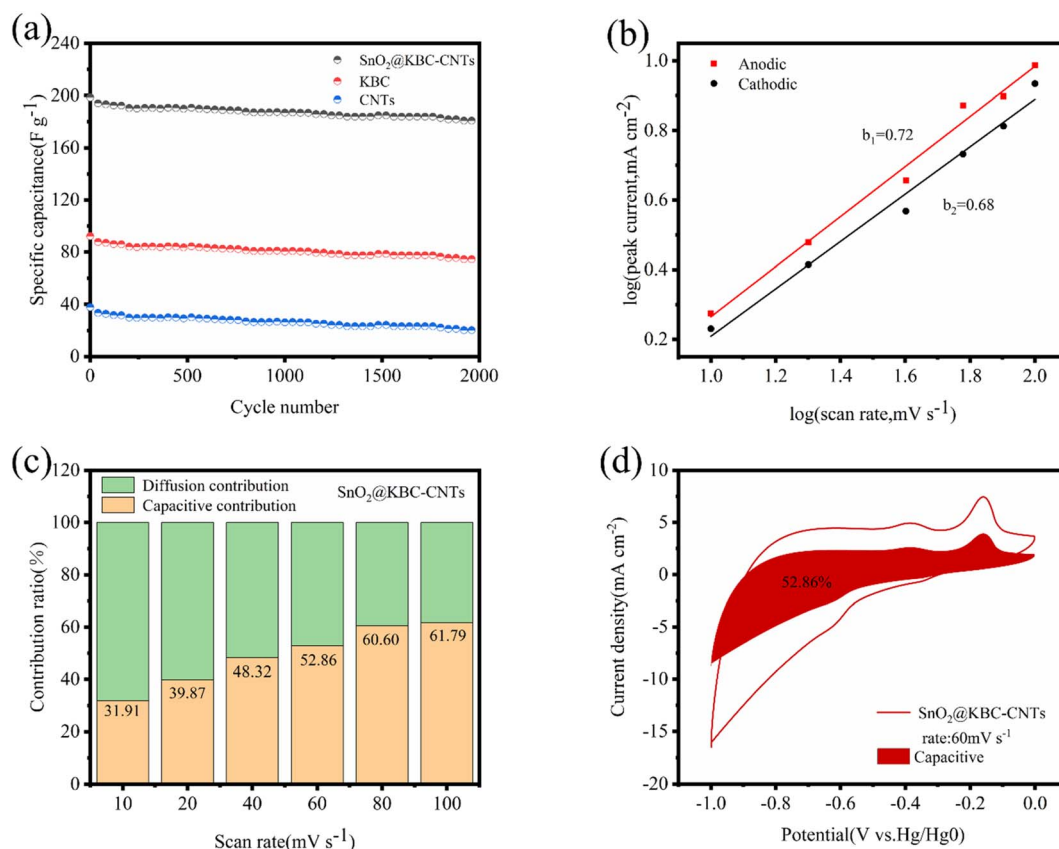 (a)
240
200
160
120
80
40
0
Specific capacitance(F g⁻¹)
SnO₂@KBC-CNTs
KBC
CNTs
0
500
1000
1500
2000
Cycle number
(b)
1.0
0.8
0.6
0.4
0.2
log(peak current,mA cm⁻²)
Anodic
Cathodic
b₁=0.72
b₂=0.68
1.0
1.2
1.4
1.6
1.8
2.0
log(scan rate,mV s⁻¹)
(c)
120
100
80
60
40
20
0
Contribution ratio(%)
Diffusion contribution
Capacitive contribution
SnO₂@KBC-CNTs
31.91
39.87
48.32
52.86
60.60
61.79
10
20
40
60
80
100
Scan rate(mV s⁻¹)
(d)
10
5
0
-5
-10
-15
-20
Current density(mA cm⁻²)
52.86%
SnO₂@KBC-CNTs
rate:60mV s⁻¹
Capacitive
-1.0
-0.8
-0.6
-0.4
-0.2
0.0
Potential(V vs.Hg/Hg0)